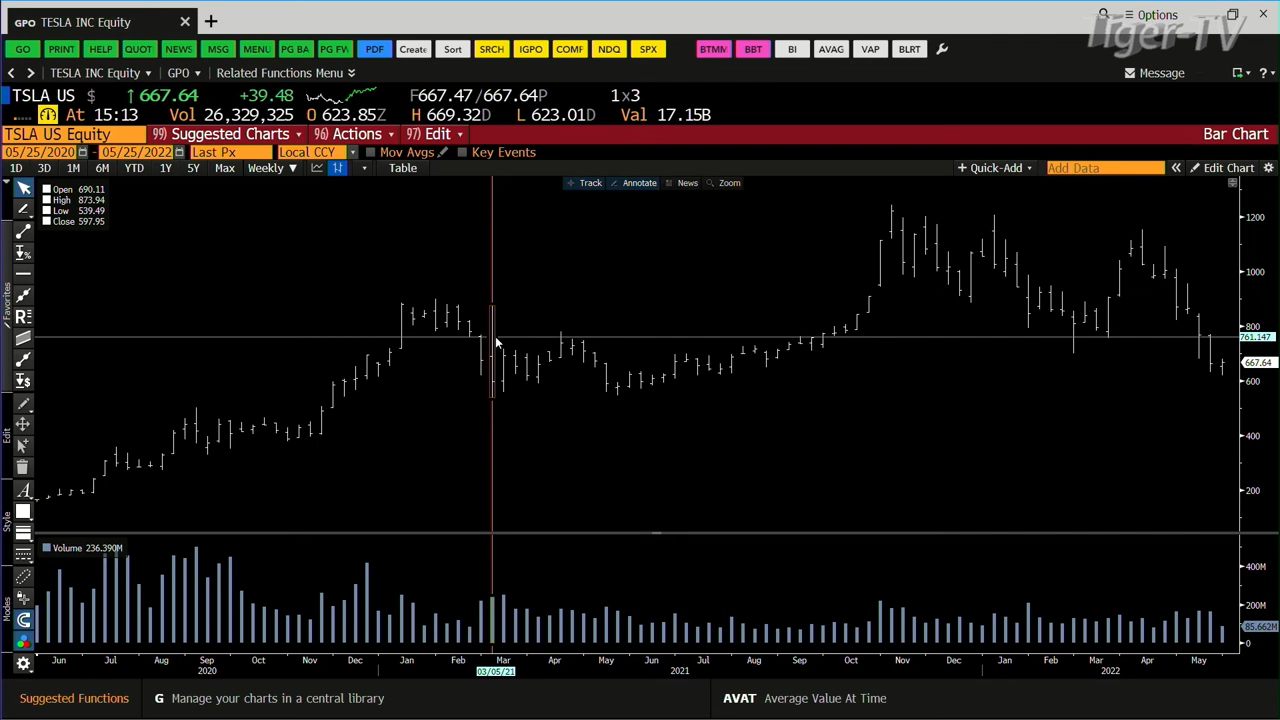 GPO TESLA INC Equity
Options
Tiger-TV
GO PRINT HELP QUOT NEWS MSG MENU PG BA PG FW PDF Create Sort SRCH IGPO COMF NDQ SPX BTMM BBT BI AVAG VAP BLRT
TESLA INC Equity GPO Related Functions Menu Message
TSLA US $ ↑667.64 +39.48 F667.47/667.64P 1x3
At 15:13 Vol 26,329,325 O 623.85Z H 669.32D L 623.01D Val 17.15B
TSLA US Equity 99) Suggested Charts 96) Actions 97) Edit Bar Chart
05/25/2020 - 05/25/2022 Last Px Local CCY Mov Avgs Key Events
1D 3D 1M 6M YTD 1Y 5Y Max Weekly ▼ Table + Quick-Add Add Data « Edit Chart
Track Annotate News Zoom
Open 690.11
High 873.94
Low 539.49
Close 597.95
1200
1000
800
761.147
667.64
600
400
200
Favorites
Edit
Style
Modes
Volume 236.390M
400M
200M
85.662M
0
Jun Jul Aug Sep Oct Nov Dec Jan Feb Mar Apr May Jun Jul Aug Sep Oct Nov Dec Jan Feb Mar Apr May
2020 03/05/21 2021 2022
Suggested Functions G Manage your charts in a central library AVAT Average Value At Time